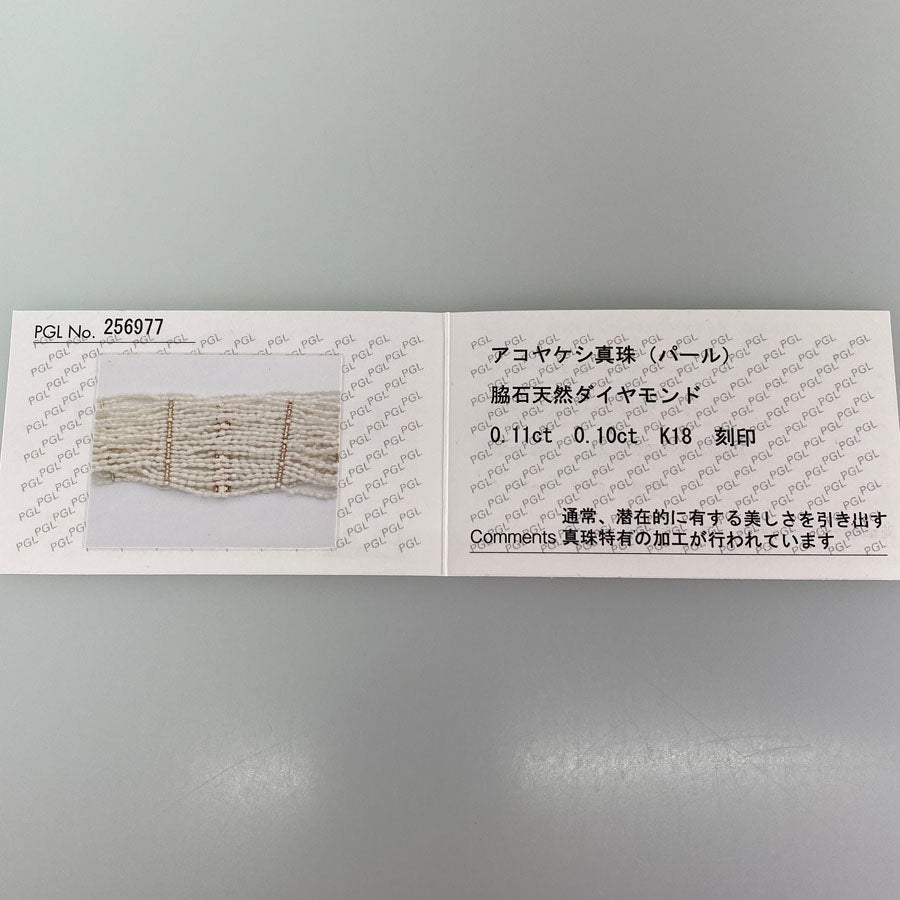 PGL No. 256977
アコヤケシ真珠（パール）
脇石天然ダイヤモンド
0.11ct 0.10ct K18 刻印
通常、潜在的に有する美しさを引き出す
Comments 真珠特有の加工が行われています